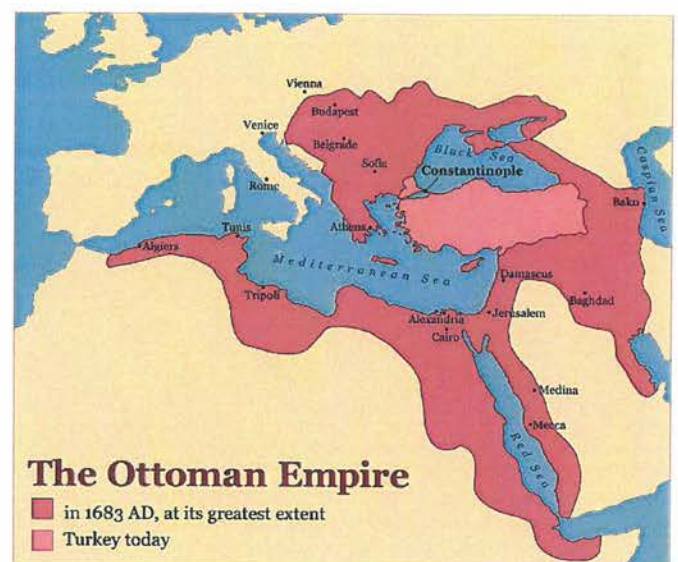 Vienna
Budapest
Venice
Belgrade
Black Sea
Caspian Sea
Sofia
Constantinople
Rome
Baku
Tunis
Athens
Algiers
Mediterranean Sea
Damascus
Tripoli
Baghdad
Alexandria
Jerusalem
Cairo
Medina
Mecca
Red Sea
The Ottoman Empire
in 1683 AD, at its greatest extent
Turkey today